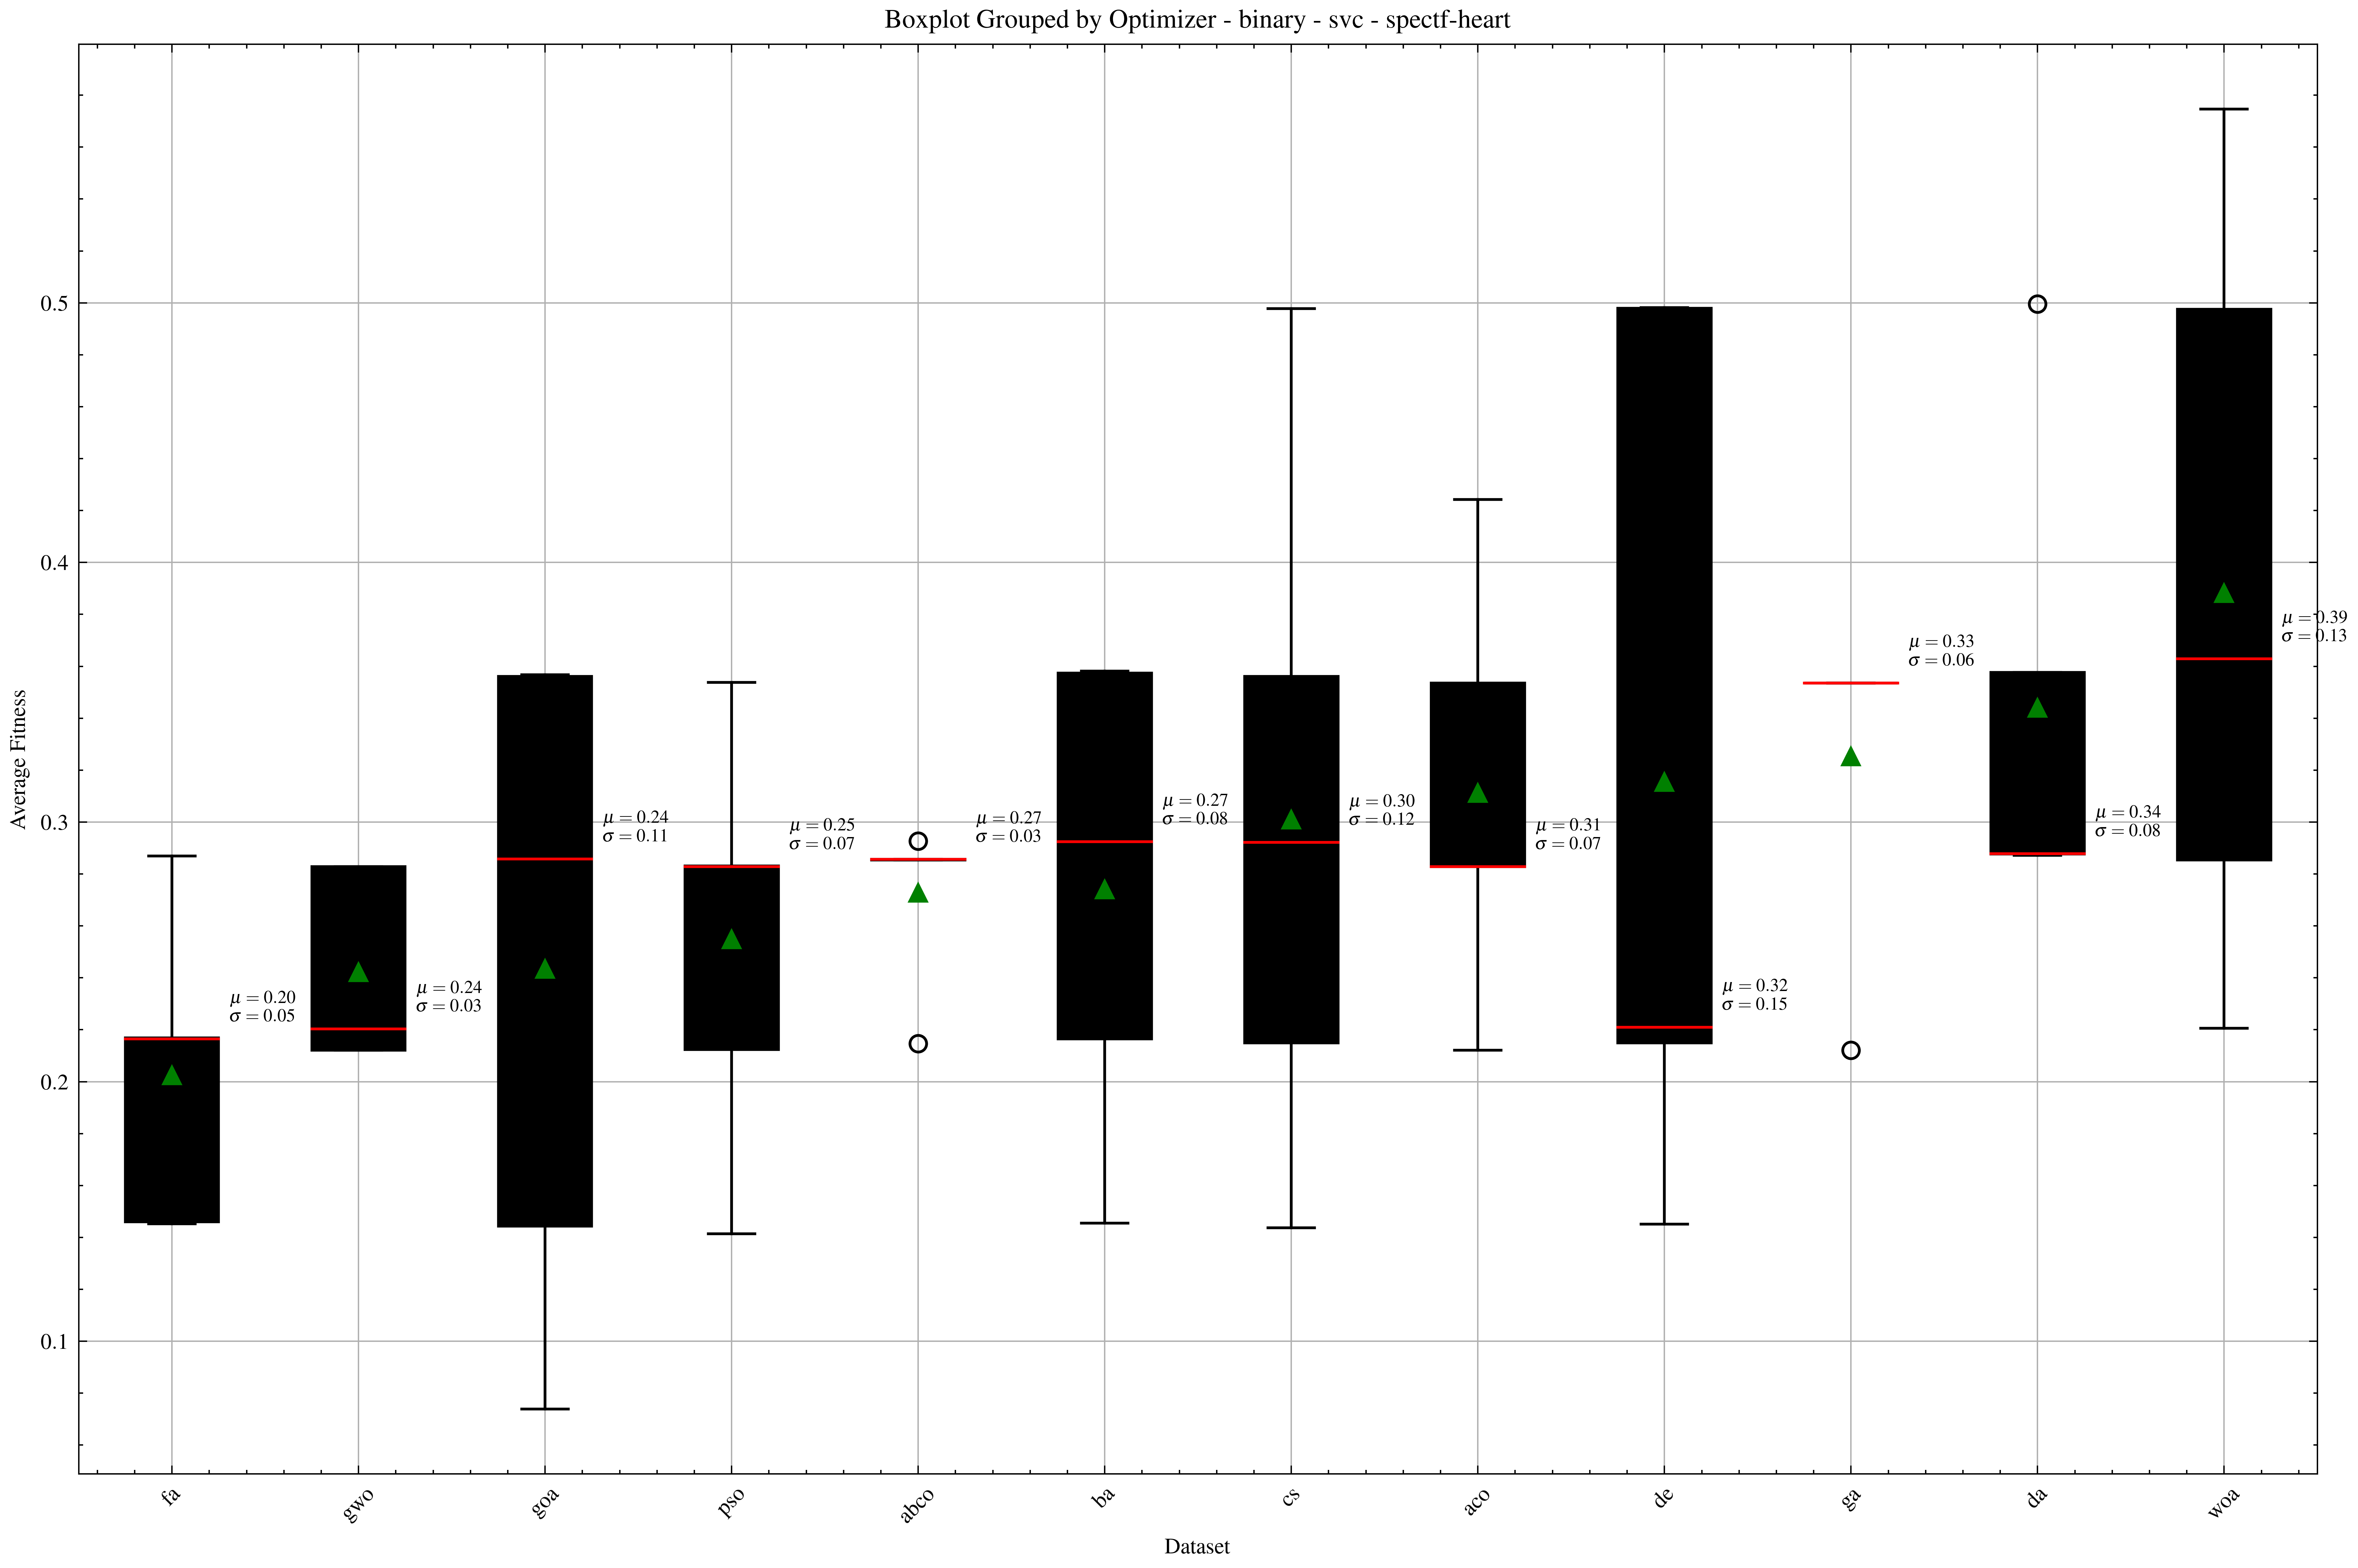 Boxplot Grouped by Optimizer - binary - svc - spectf-heart
Average Fitness
0.5
0.4
0.3
0.2
0.1
μ = 0.20
σ = 0.05
μ = 0.24
σ = 0.03
μ = 0.24
σ = 0.11
μ = 0.25
σ = 0.07
μ = 0.27
σ = 0.03
μ = 0.27
σ = 0.08
μ = 0.30
σ = 0.12
μ = 0.31
σ = 0.07
μ = 0.32
σ = 0.15
μ = 0.33
σ = 0.06
μ = 0.34
σ = 0.08
μ = 0.39
σ = 0.13
fa
gwo
goa
pso
abco
ba
cs
aco
de
ga
da
woa
Dataset